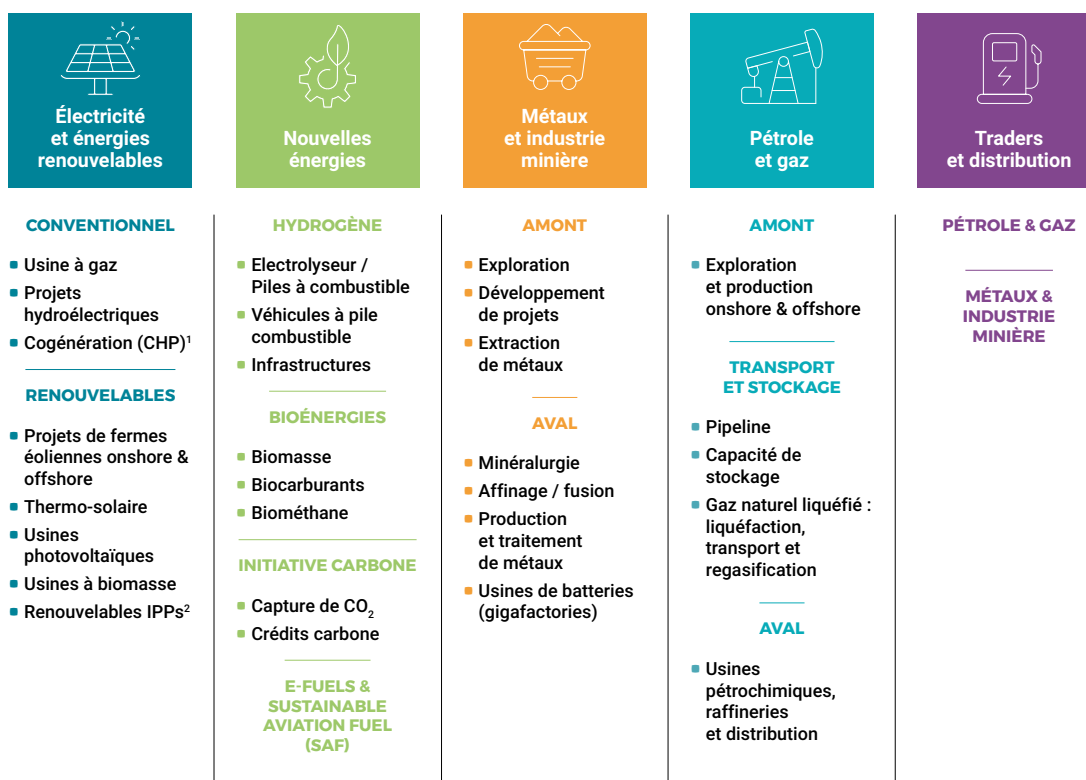 Électricité
et énergies
renouvelables
CONVENTIONNEL
Usine à gaz
Projets
hydroélectriques
Cogénération (CHP)¹
RENOUVELABLES
Projets de fermes
éoliennes onshore &
offshore
Thermo-solaire
Usines
photovoltaïques
Usines à biomasse
Renouvelables IPPs²
Nouvelles
énergies
HYDROGÈNE
Electrolyseur /
Piles à combustible
Véhicules à pile
combustible
Infrastructures
BIOÉNERGIES
Biomasse
Biocarburants
Biométhane
INITIATIVE CARBONE
Capture de CO₂
Crédits carbone
E-FUELS &
SUSTAINABLE
AVIATION FUEL
(SAF)
Métaux
et industrie
minière
AMONT
Exploration
Développement
de projets
Extraction
de métaux
AVAL
Minéralurgie
Affinage / fusion
Production
et traitement
de métaux
Usines de batteries
(gigafactories)
Pétrole
et gaz
AMONT
Exploration
et production
onshore & offshore
TRANSPORT
ET STOCKAGE
Pipeline
Capacité de
stockage
Gaz naturel liquéfié :
liquéfaction,
transport et
regasification
AVAL
Usines
pétrochimiques,
raffineries
et distribution
Traders
et distribution
PÉTROLE & GAZ
MÉTAUX &
INDUSTRIE
MINIÈRE